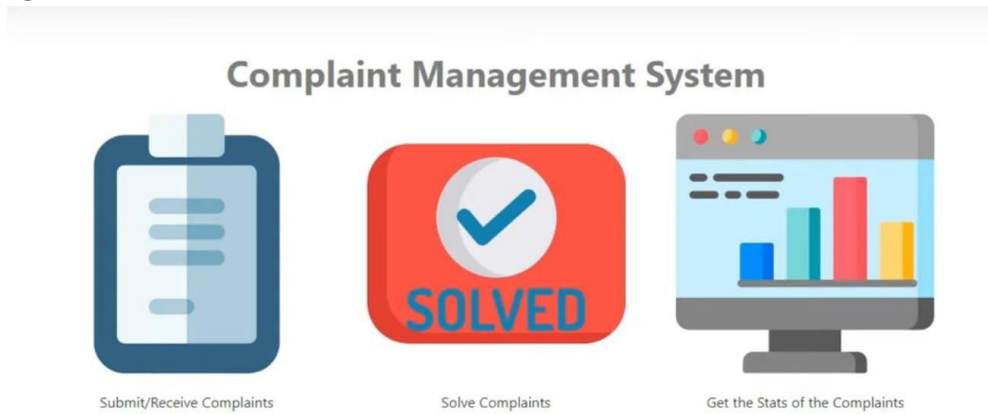 Complaint Management System
SOLVED
Submit/Receive Complaints
Solve Complaints
Get the Stats of the Complaints